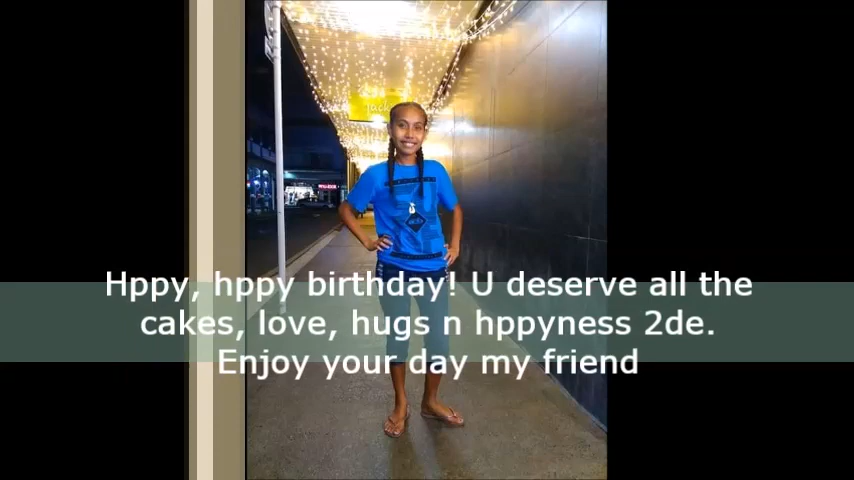 Hppy, hppy birthday! U deserve all the
cakes, love, hugs n hppyness 2de.
Enjoy your day my friend